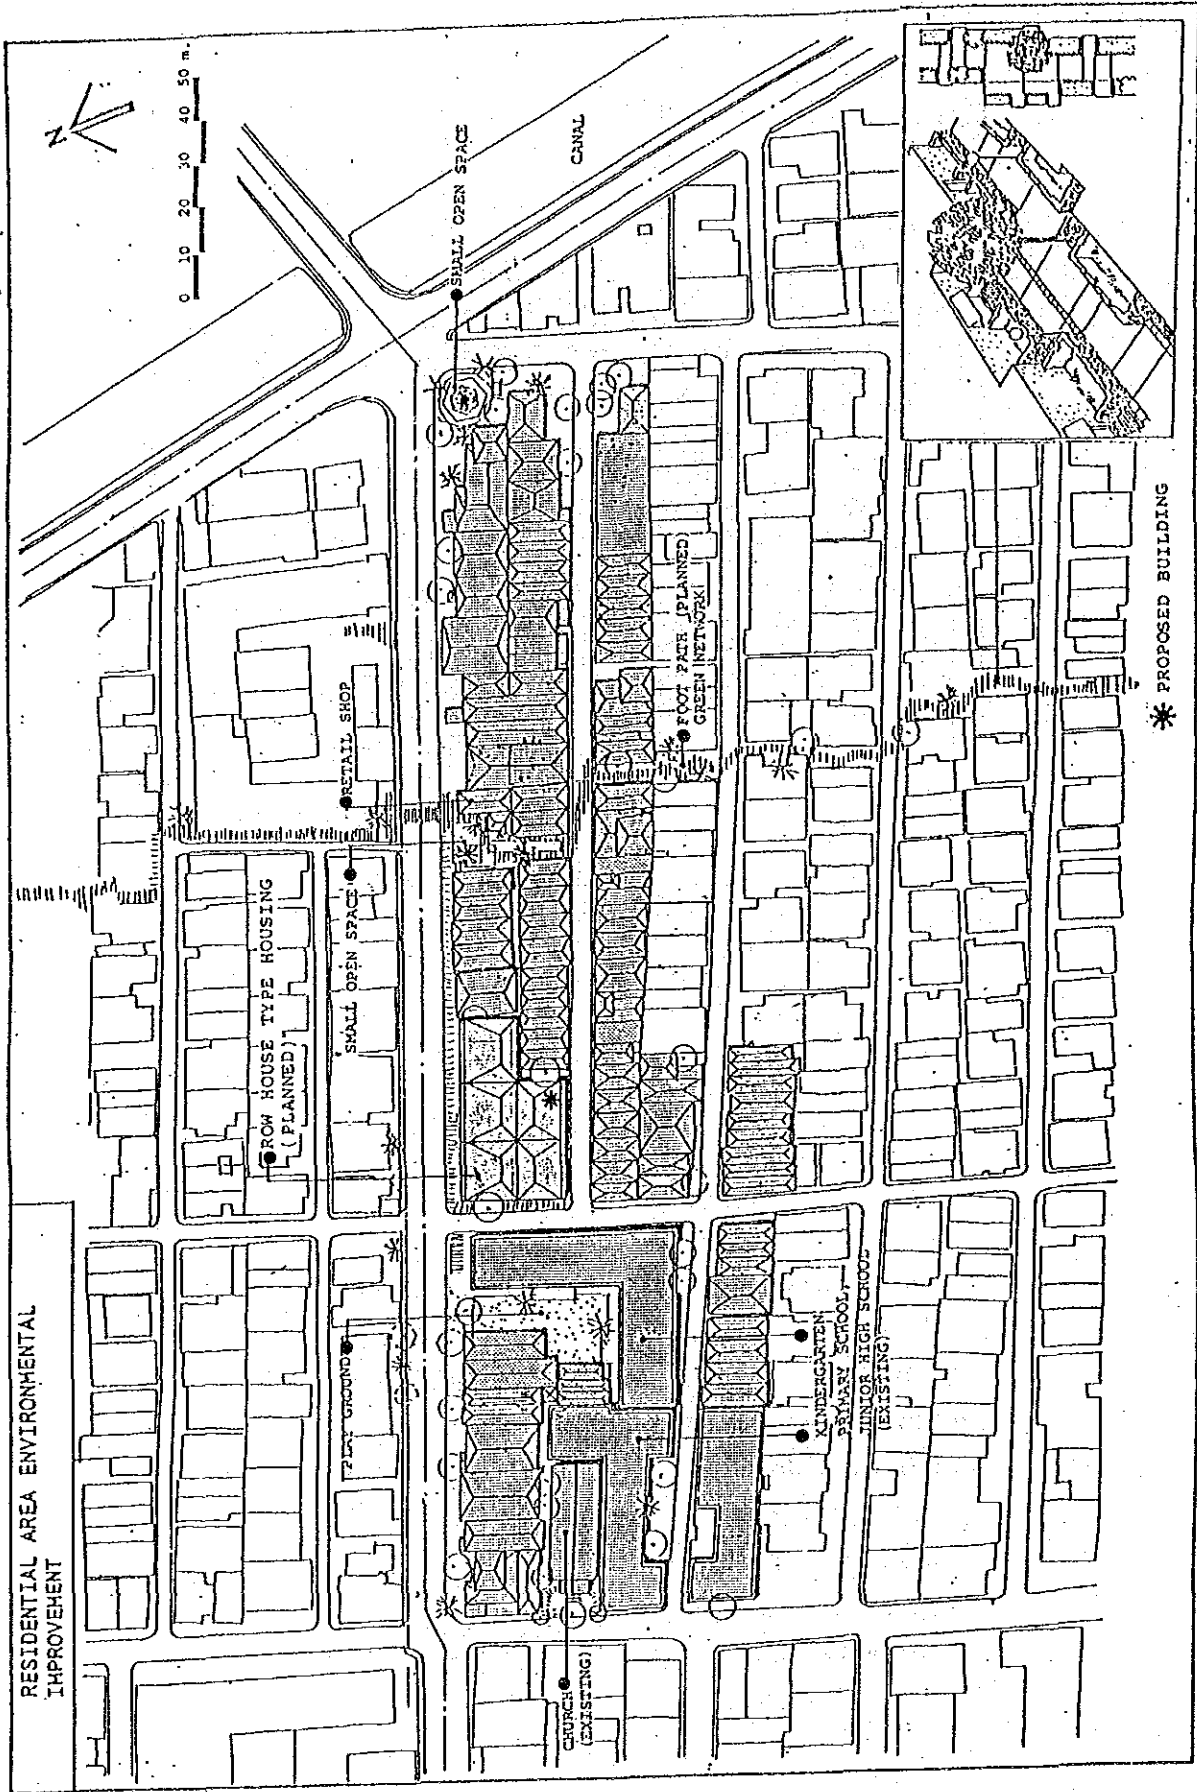 RESIDENTIAL AREA ENVIRONMENTAL
IMPROVEMENT
N
0 10 20 30 40 50 m.
SMALL OPEN SPACE
CANAL
RETAIL SHOP
SMALL OPEN SPACE
ROW HOUSE TYPE HOUSING
(PLANNED)
PLAY GROUND
FOOT PATH (PLANNED)
GREEN NETWORK
CHURCH
(EXISTING)
KINDERGARTEN
PRIMARY SCHOOL
JUNIOR HIGH SCHOOL
(EXISTING)
PROPOSED BUILDING